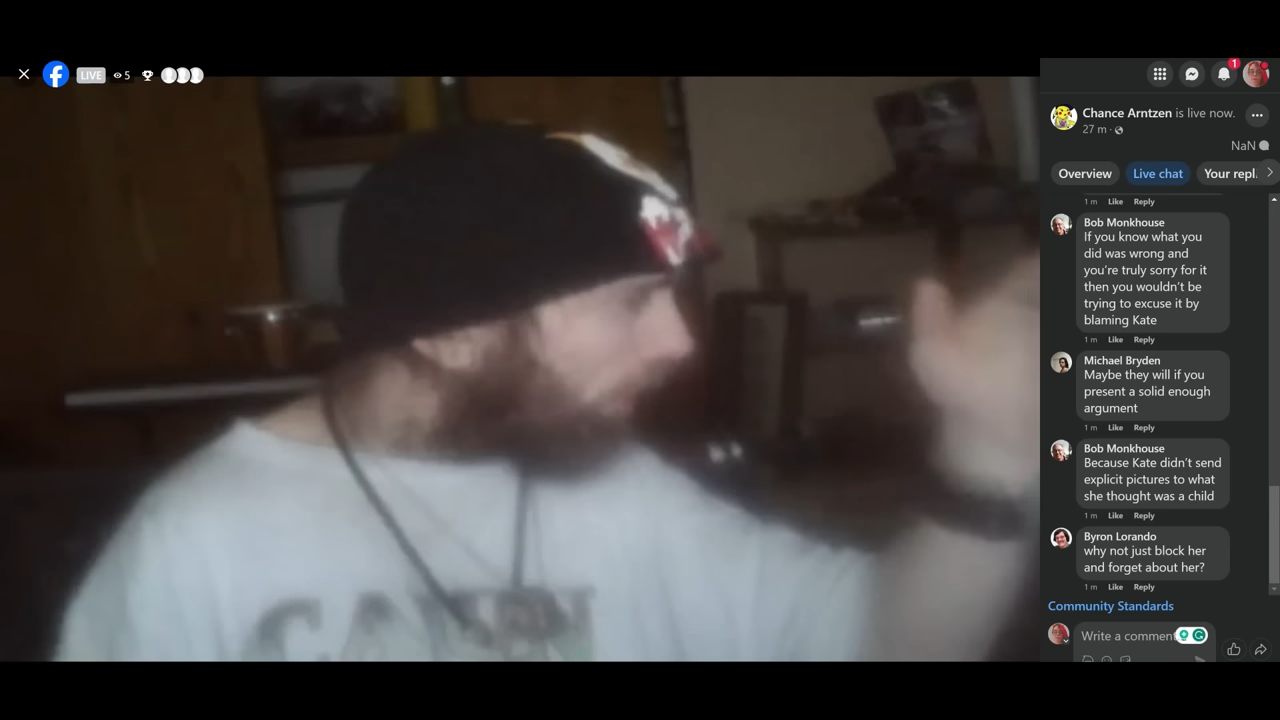 LIVE
5
1
Chance Arntzen is live now.
27 m ·
NaN
Overview
Live chat
Your repl
1 m Like Reply
Bob Monkhouse
If you know what you
did was wrong and
you're truly sorry for it
then you wouldn't be
trying to excuse it by
blaming Kate
1 m Like Reply
Michael Bryden
Maybe they will if you
present a solid enough
argument
1 m Like Reply
Bob Monkhouse
Because Kate didn't send
explicit pictures to what
she thought was a child
1 m Like Reply
Byron Lorando
why not just block her
and forget about her?
1 m Like Reply
Community Standards
Write a comment